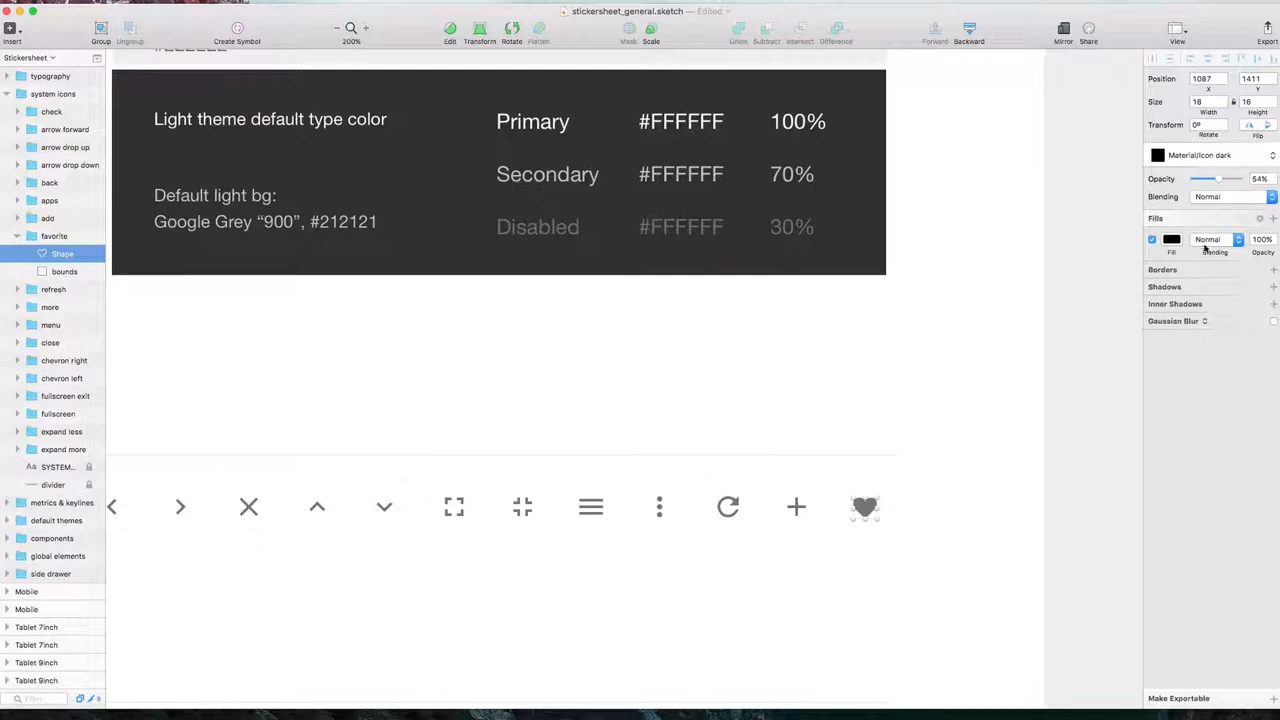 stickersheet_general.sketch — Edited
Insert
Group
Ungroup
Create Symbol
200%
Edit
Transform
Rotate
Flatten
Mask
Scale
Union
Subtract
Intersect
Difference
Forward
Backward
Mirror
Share
View
Export
Stickersheet
typography
system icons
check
arrow forward
arrow drop up
arrow drop down
back
apps
add
favorite
Shape
bounds
refresh
more
menu
close
chevron right
chevron left
fullscreen exit
fullscreen
expand less
expand more
Aa SYSTEM...
divider
metrics & keylines
default themes
components
global elements
side drawer
Mobile
Mobile
Tablet 7inch
Tablet 7inch
Tablet 9inch
Tablet 9inch
Filter
8
Light theme default type color
Default light bg:
Google Grey “900”, #212121
Primary #FFFFFF 100%
Secondary #FFFFFF 70%
Disabled #FFFFFF 30%
Position 1087 1411
X Y
Size 18 16
Width Height
Transform 0º
Rotate Flip
Material/Icon dark
Opacity 54%
Blending Normal
Fills
Normal 100%
Fill Blending Opacity
Borders
Shadows
Inner Shadows
Gaussian Blur
Make Exportable